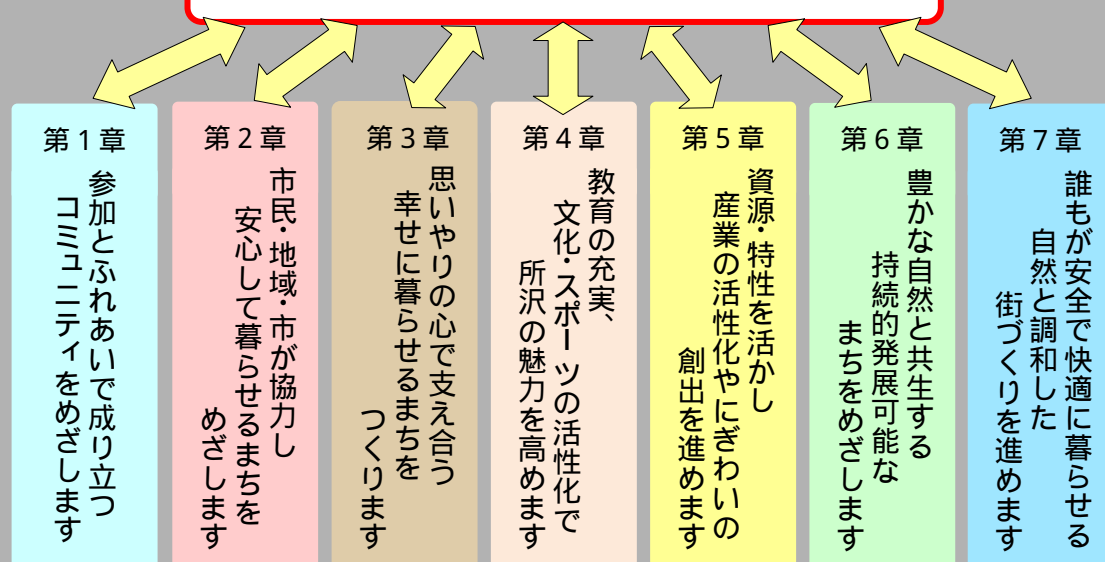 第１章
参加とふれあいで成り立つ
コミュニティをめざします
第２章
市民・地域・市が協力し
安心して暮らせるまちを
めざします
第３章
思いやりの心で支え合う
幸せに暮らせるまちを
つくります
第４章
教育の充実、
文化・スポーツの活性化で
所沢の魅力を高めます
第５章
資源・特性を活かし
産業の活性化やにぎわいの
創出を進めます
第６章
豊かな自然と共生する
持続的発展可能な
まちをめざします
第７章
誰もが安全で快適に暮らせる
自然と調和した
街づくりを進めます